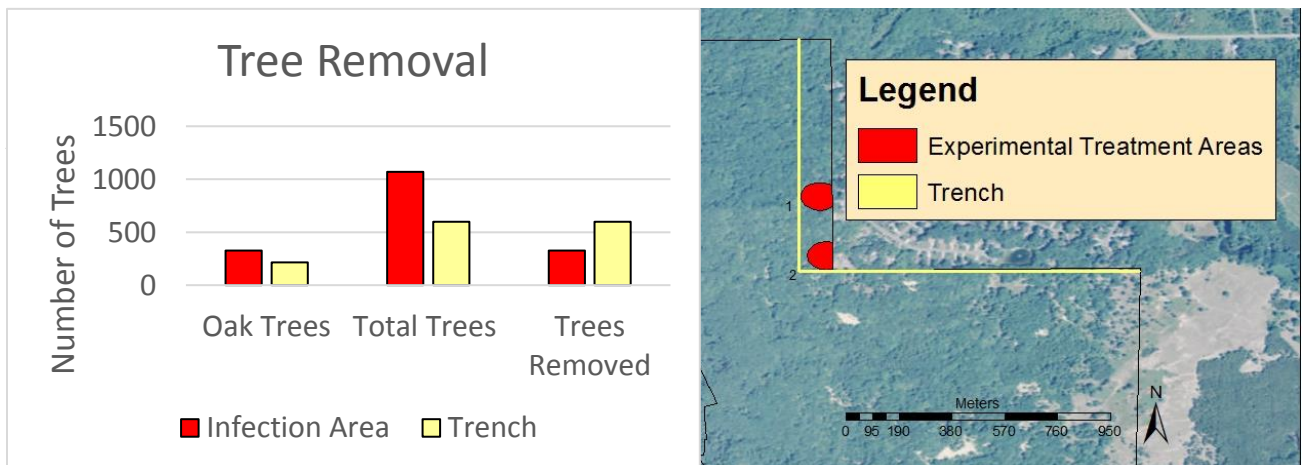 Tree Removal
Number of Trees
1500
1000
500
0
Oak Trees
Total Trees
Trees
Removed
Infection Area
Trench
Legend
Experimental Treatment Areas
Trench
1
2
N
Meters
0 95 190 380 570 760 950